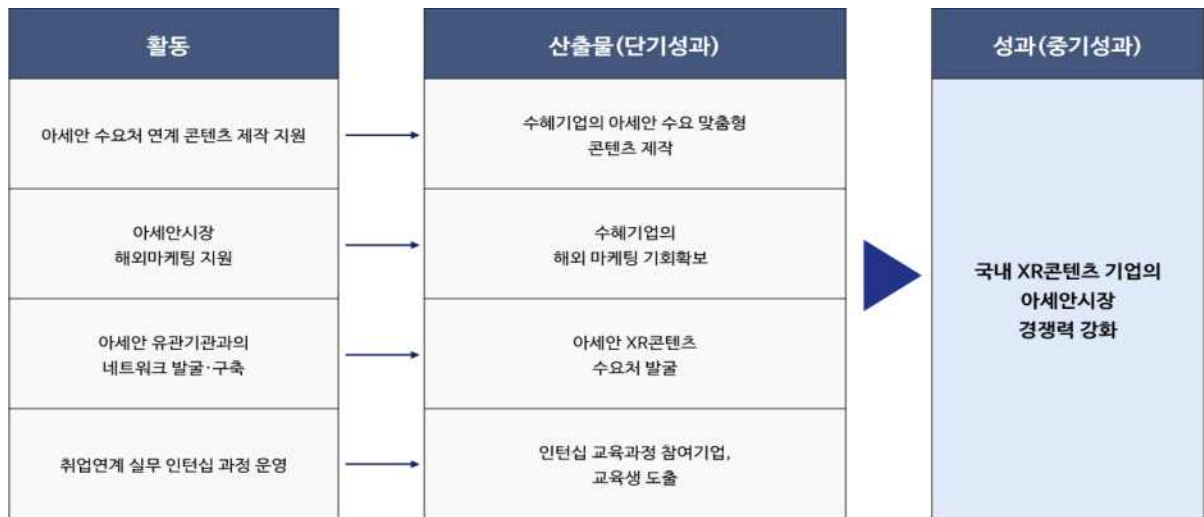 활동
산출물(단기성과)
성과(중기성과)
아세안 수요처 연계 콘텐츠 제작 지원
수혜기업의 아세안 수요 맞춤형
콘텐츠 제작
아세안시장
해외마케팅 지원
수혜기업의
해외 마케팅 기회확보
아세안 유관기관과의
네트워크 발굴·구축
아세안 XR콘텐츠
수요처 발굴
취업연계 실무 인턴십 과정 운영
인턴십 교육과정 참여기업,
교육생 도출
국내 XR콘텐츠 기업의
아세안시장
경쟁력 강화